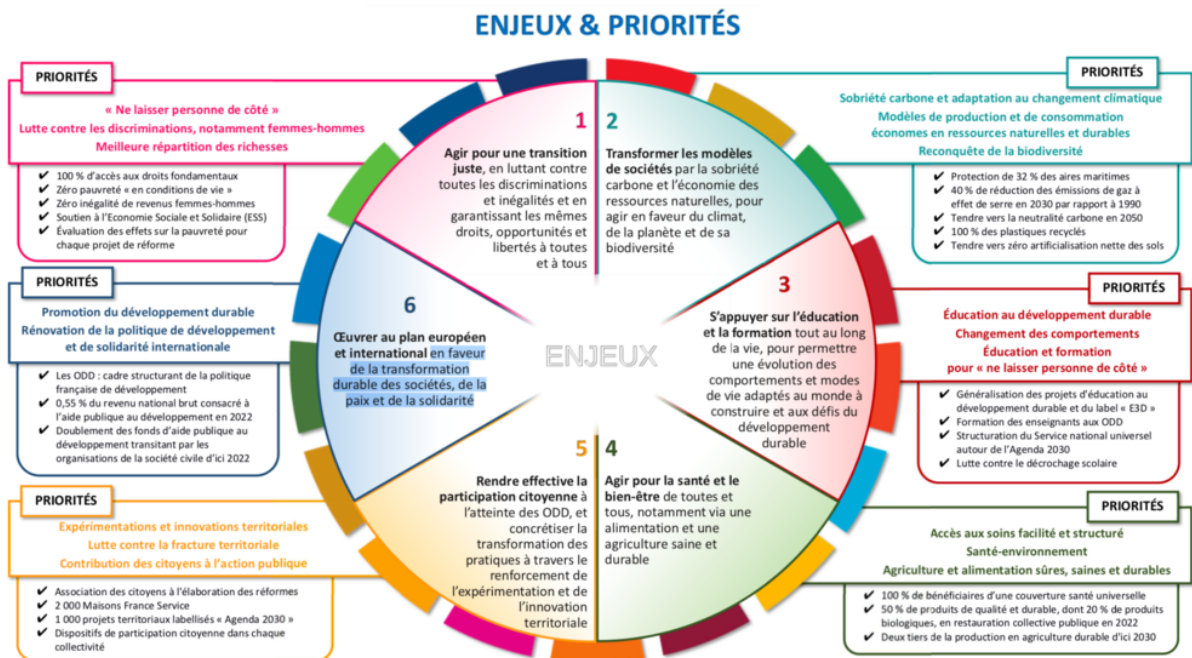 ENJEUX & PRIORITÉS
PRIORITÉS
« Ne laisser personne de côté »
Lutte contre les discriminations, notamment femmes-hommes
Meilleure répartition des richesses
✔ 100 % d'accès aux droits fondamentaux
✔ Zéro pauvreté « en conditions de vie »
✔ Zéro inégalité de revenus femmes-hommes
✔ Soutien à l'Economie Sociale et Solidaire (ESS)
✔ Évaluation des effets sur la pauvreté pour
chaque projet de réforme
1
Agir pour une transition
juste, en luttant contre
toutes les discriminations
et inégalités et en
garantissant les mêmes
droits, opportunités et
libertés à toutes
et à tous
2
Transformer les modèles
de sociétés par la sobriété
carbone et l'économie des
ressources naturelles, pour
agir en faveur du climat,
de la planète et de sa
biodiversité
PRIORITÉS
Sobriété carbone et adaptation au changement climatique
Modèles de production et de consommation
économes en ressources naturelles et durables
Reconquête de la biodiversité
✔ Protection de 32 % des aires maritimes
✔ 40 % de réduction des émissions de gaz à
effet de serre en 2030 par rapport à 1990
✔ Tendre vers la neutralité carbone en 2050
✔ 100 % des plastiques recyclés
✔ Tendre vers zéro artificialisation nette des sols
PRIORITÉS
Promotion du développement durable
Rénovation de la politique de développement
et de solidarité internationale
✔ Les ODD : cadre structurant de la politique
française de développement
✔ 0,55 % du revenu national brut consacré à
l'aide publique au développement en 2022
✔ Doublement des fonds d'aide publique au
développement transitant par les
organisations de la société civile d'ici 2022
6
Œuvrer au plan européen
et international en faveur
de la transformation
durable des sociétés, de la
paix et de la solidarité
ENJEUX
3
S'appuyer sur l'éducation
et la formation tout au long
de la vie, pour permettre
une évolution des
comportements et modes
de vie adaptés au monde à
construire et aux défis du
développement
durable
PRIORITÉS
Éducation au développement durable
Changement des comportements
Éducation et formation
pour « ne laisser personne de côté »
✔ Généralisation des projets d'éducation au
développement durable et du label « E3D »
✔ Formation des enseignants aux ODD
✔ Structuration du Service national universel
autour de l'Agenda 2030
✔ Lutte contre le décrochage scolaire
PRIORITÉS
Expérimentations et innovations territoriales
Lutte contre la fracture territoriale
Contribution des citoyens à l'action publique
✔ Association des citoyens à l'élaboration des réformes
✔ 2 000 Maisons France Service
✔ 1 000 projets territoriaux labellisés « Agenda 2030 »
✔ Dispositifs de participation citoyenne dans chaque
collectivité
5
Rendre effective la
participation citoyenne à
l'atteinte des ODD, et
concrétiser la
transformation des
pratiques à travers le
renforcement de
l'expérimentation et de
l'innovation
territoriale
4
Agir pour la santé et le
bien-être de toutes et
tous, notamment via une
alimentation et une
agriculture saine et
durable
PRIORITÉS
Accès aux soins facilité et structuré
Santé-environnement
Agriculture et alimentation sûres, saines et durables
✔ 100 % de bénéficiaires d'une couverture santé universelle
✔ 50 % de produits de qualité et durable, dont 20 % de produits
biologiques, en restauration collective publique en 2022
✔ Deux tiers de la production en agriculture durable d'ici 2030